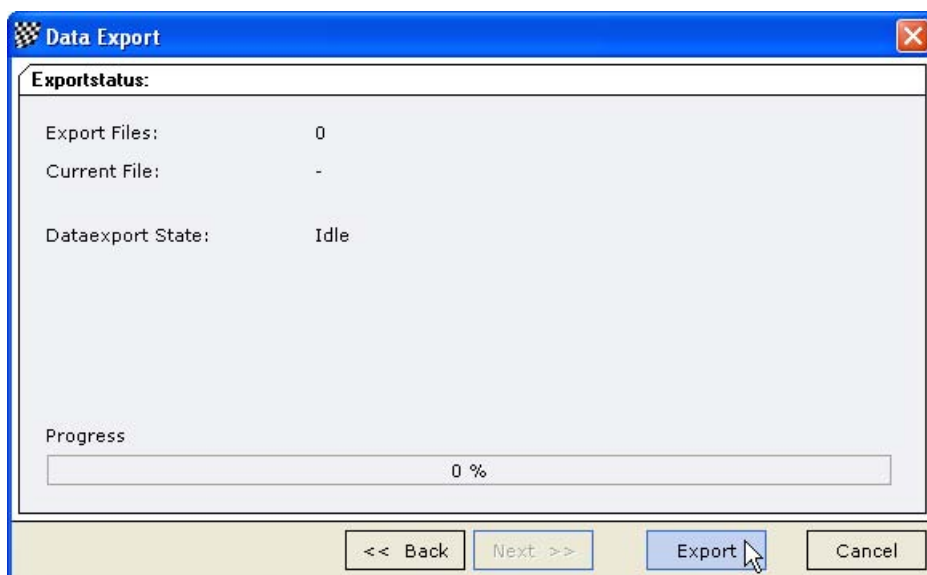 Data Export
Exportstatus:
Export Files: 0
Current File: -
Dataexport State: Idle
Progress
0 %
<< Back Next >> Export Cancel